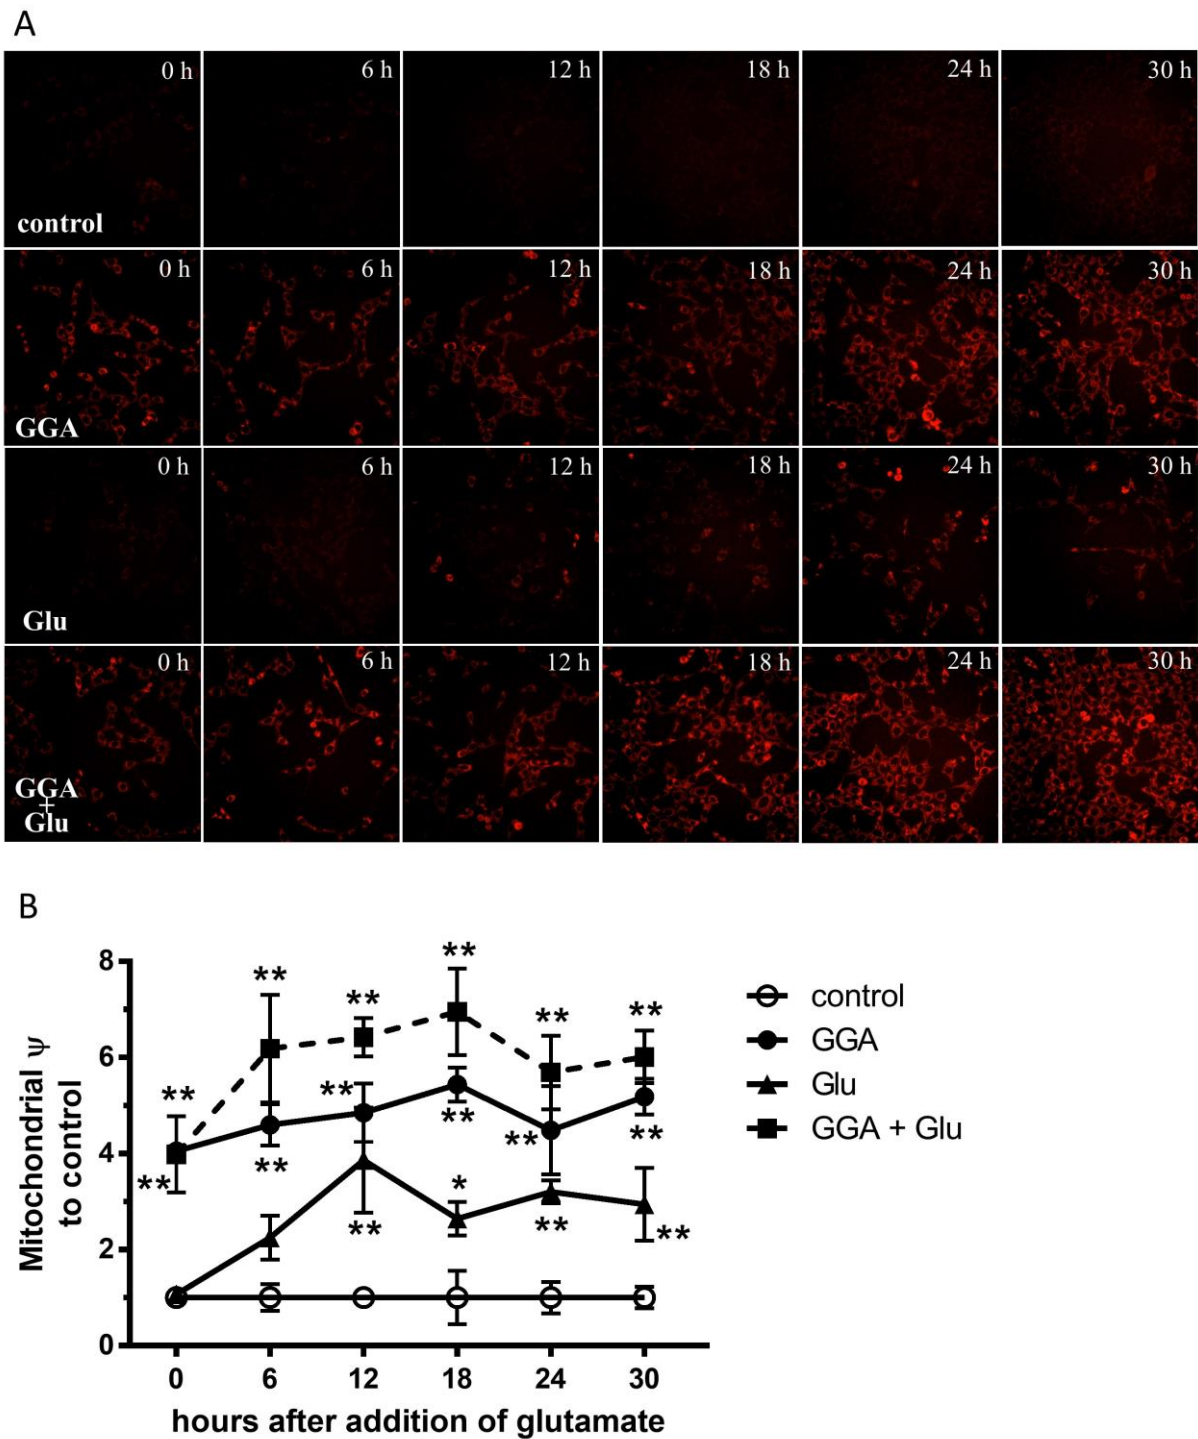 A
0 h 6 h 12 h 18 h 24 h 30 h
control
0 h 6 h 12 h 18 h 24 h 30 h
GGA
0 h 6 h 12 h 18 h 24 h 30 h
Glu
0 h 6 h 12 h 18 h 24 h 30 h
GGA
+
Glu
B
Mitochondrial ψ
to control
8
6
4
2
0
** ** ** ** ** **
** ** ** ** ** **
** * ** **
0 6 12 18 24 30
hours after addition of glutamate
control
GGA
Glu
GGA + Glu